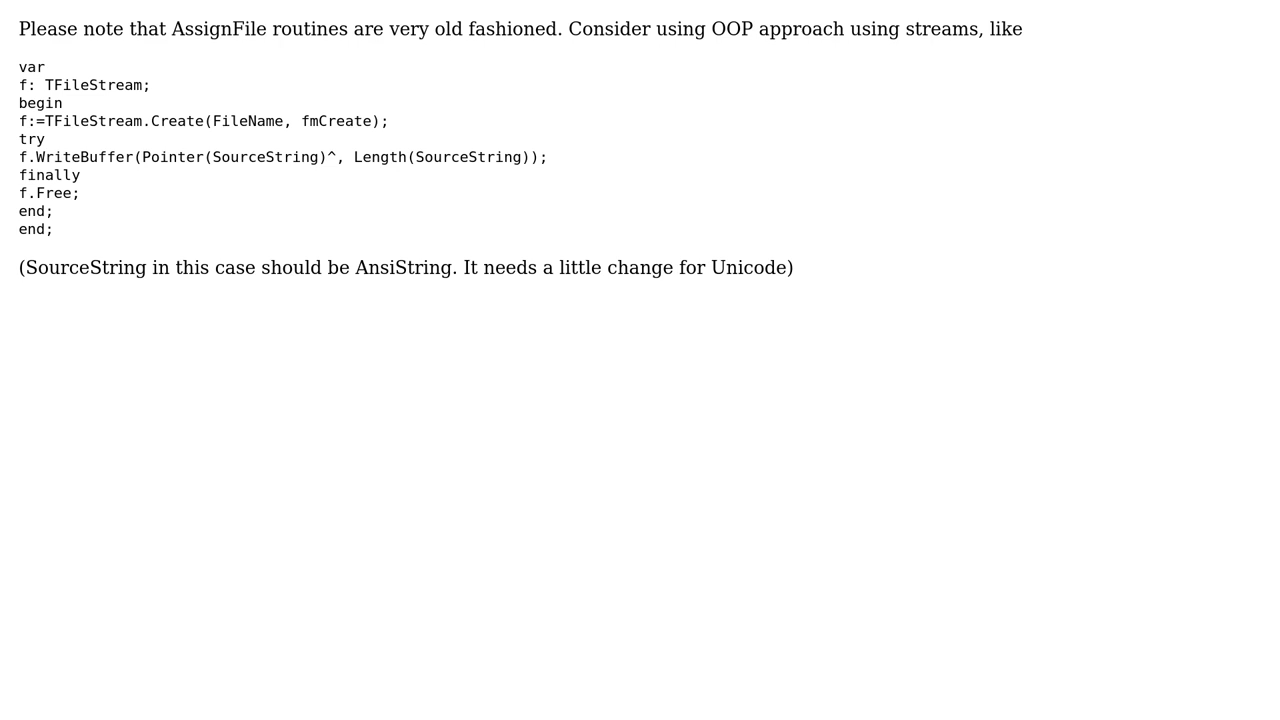 Please note that AssignFile routines are very old fashioned. Consider using OOP approach using streams, like
var
f: TFileStream;
begin
f:=TFileStream.Create(FileName, fmCreate);
try
f.WriteBuffer(Pointer(SourceString)^, Length(SourceString));
finally
f.Free;
end;
end;
(SourceString in this case should be AnsiString. It needs a little change for Unicode)